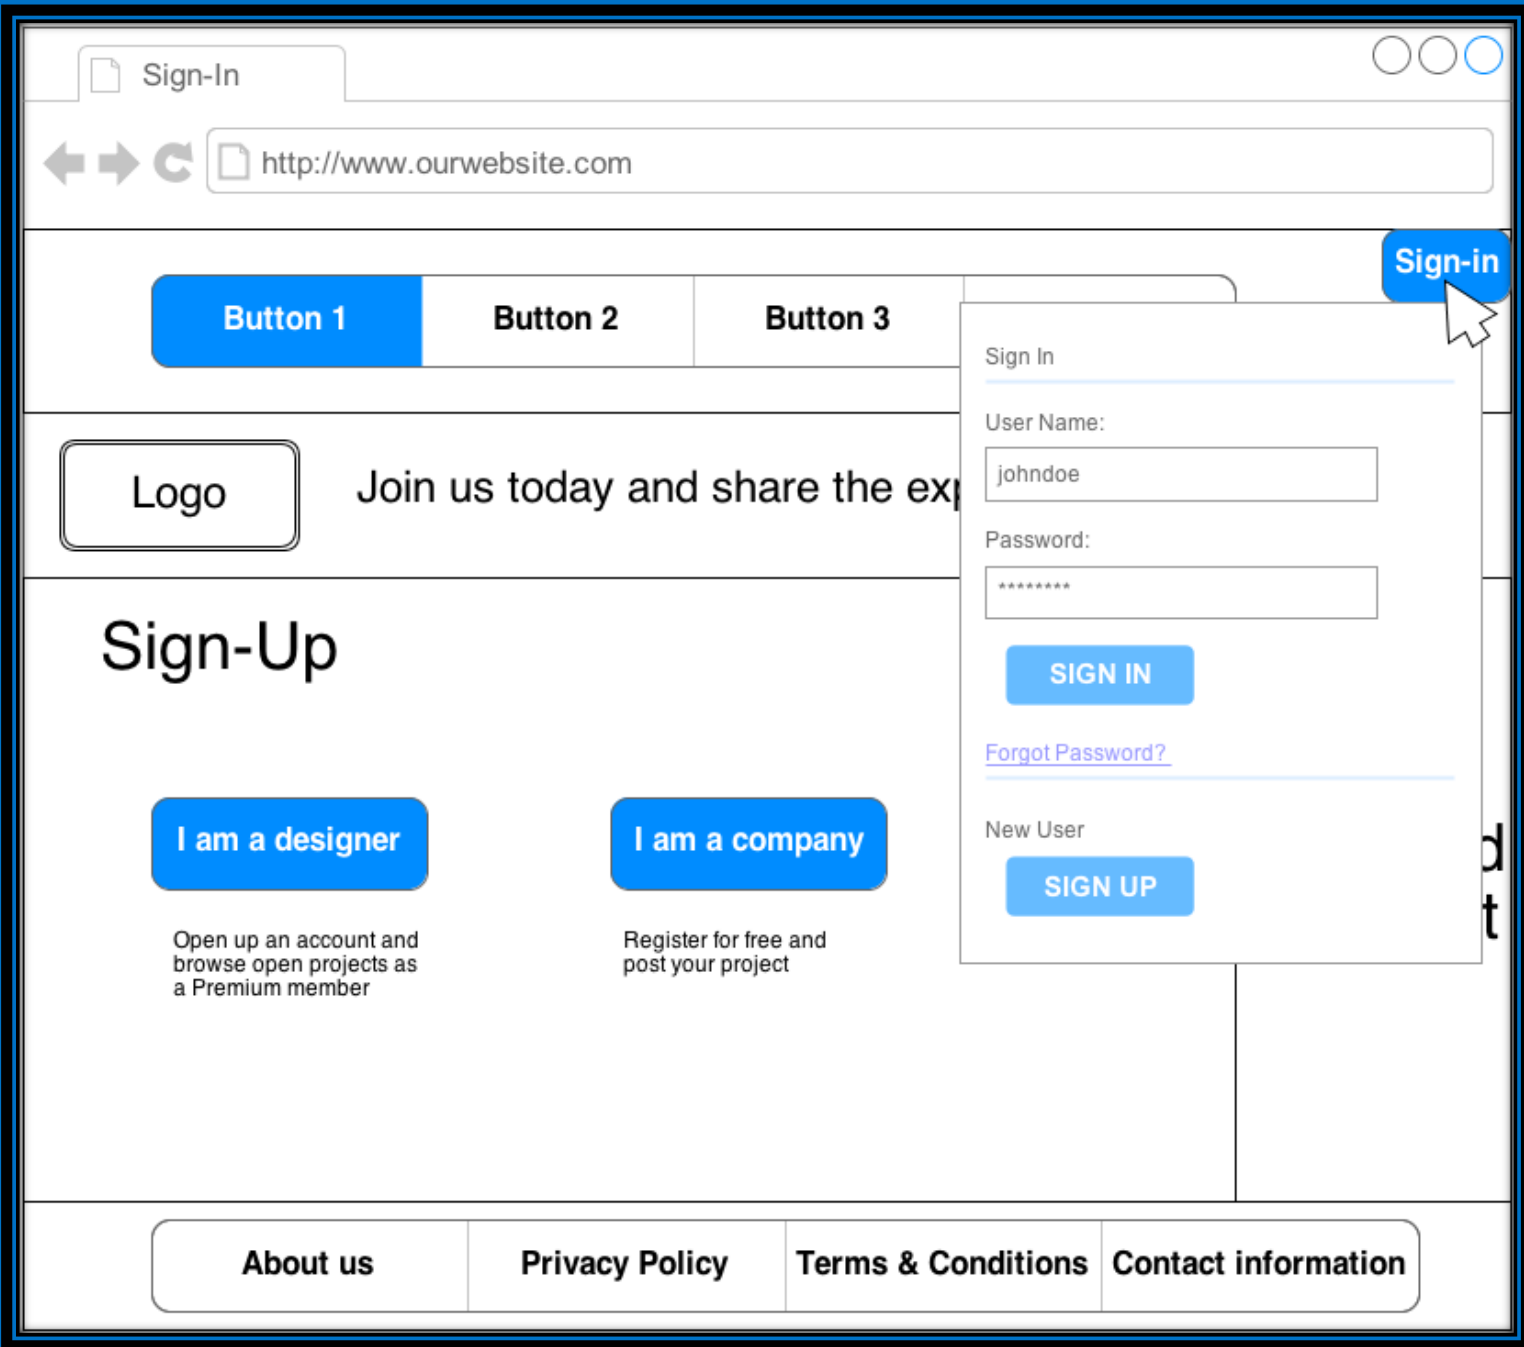 Sign-In
http://www.ourwebsite.com
Sign-in
Button 1
Button 2
Button 3
Logo
Join us today and share the
Sign In
User Name:
johndoe
Password:
********
SIGN IN
Forgot Password?
New User
SIGN UP
Sign-Up
I am a designer
Open up an account and
browse open projects as
a Premium member
I am a company
Register for free and
post your project
About us
Privacy Policy
Terms & Conditions
Contact information